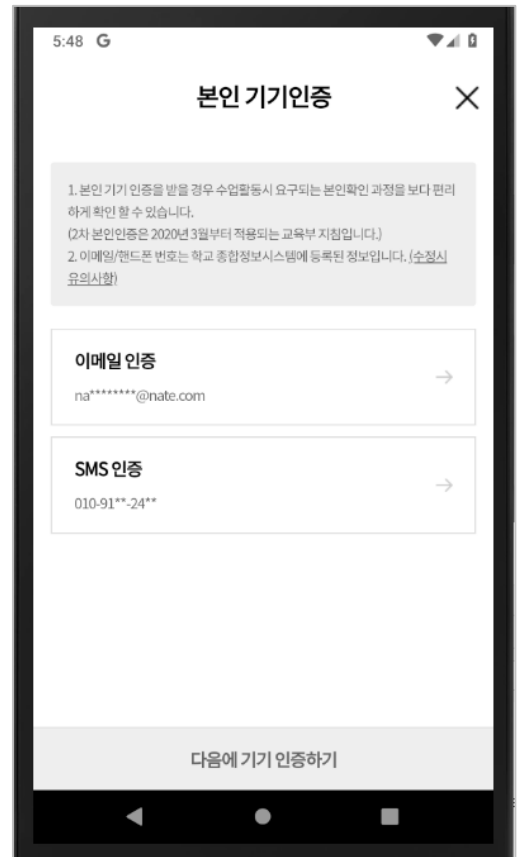 5:48 G
본인 기기인증
1. 본인 기기 인증을 받을 경우 수업활동시 요구되는 본인확인 과정을 보다 편리
하게 확인 할 수 있습니다.
(2차 본인인증은 2020년 3월부터 적용되는 교육부 지침입니다.)
2. 이메일/핸드폰 번호는 학교 종합정보시스템에 등록된 정보입니다. (수정시
유의사항)
이메일 인증
na********@nate.com
SMS 인증
010-91**-24**
다음에 기기 인증하기